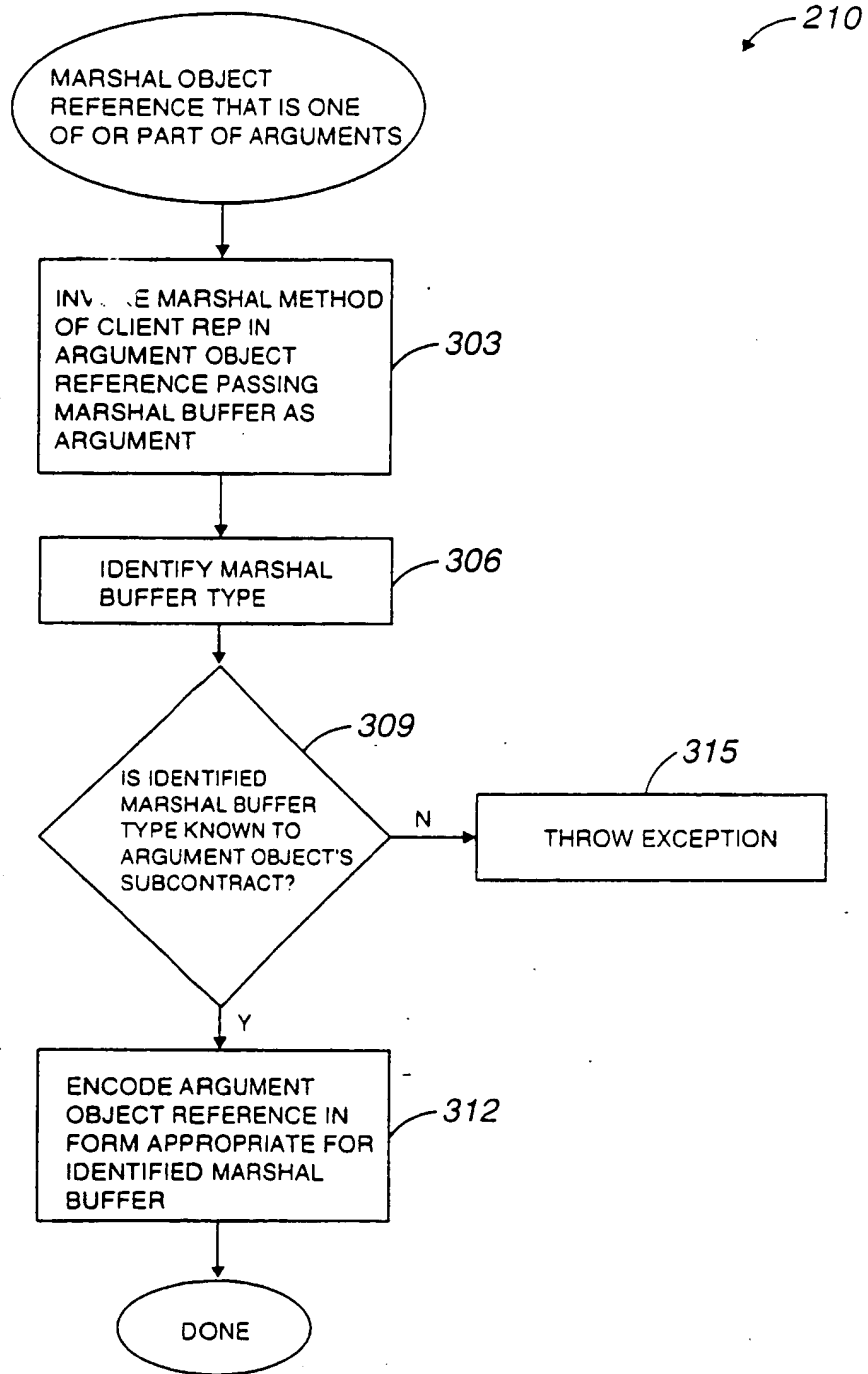 210
MARSHAL OBJECT
REFERENCE THAT IS ONE
OF OR PART OF ARGUMENTS
MARSHAL METHOD
OF CLIENT REP IN
ARGUMENT OBJECT
REFERENCE PASSING
MARSHAL BUFFER AS
ARGUMENT
303
IDENTIFY MARSHAL
BUFFER TYPE
306
309
IS IDENTIFIED
MARSHAL BUFFER
TYPE KNOWN TO
ARGUMENT OBJECT'S
SUBCONTRACT?
N
315
THROW EXCEPTION
Y
ENCODE ARGUMENT
OBJECT REFERENCE IN
FORM APPROPRIATE FOR
IDENTIFIED MARSHAL
BUFFER
312
DONE